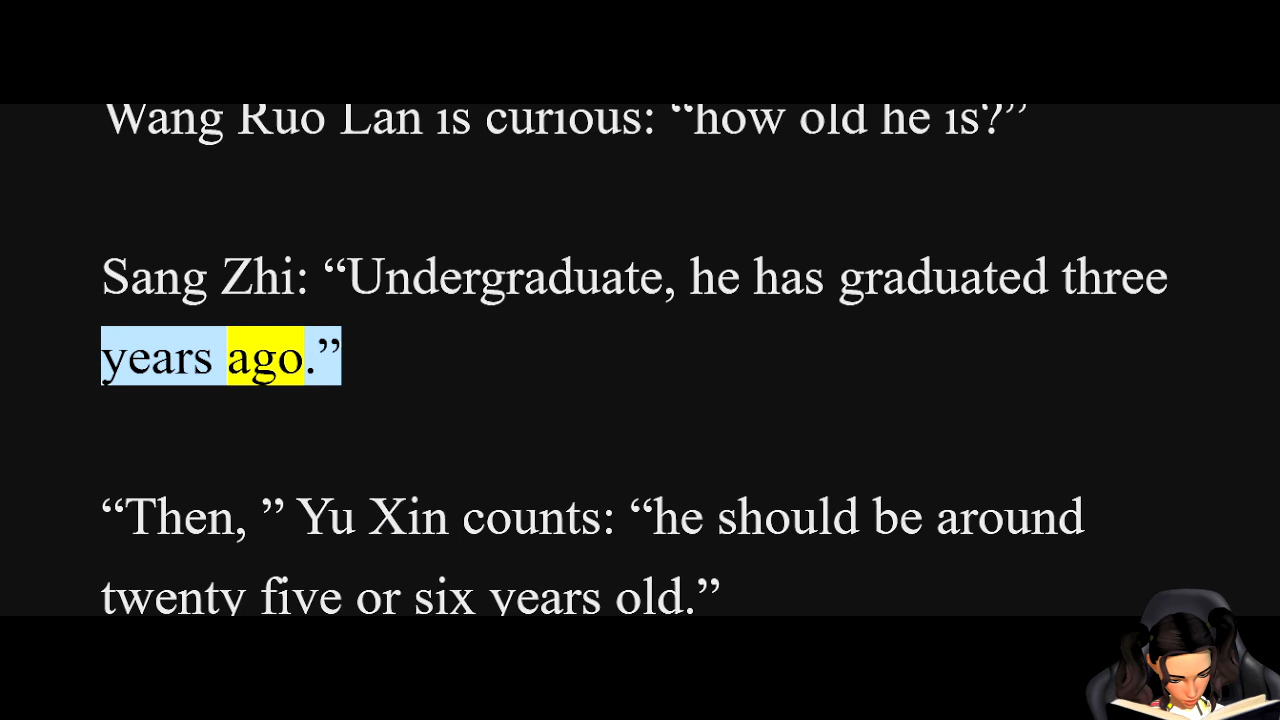 Wang Ruo Lan is curious: “how old he is?”
Sang Zhi: “Undergraduate, he has graduated three
years ago.”
“Then, ” Yu Xin counts: “he should be around
twenty five or six years old.”